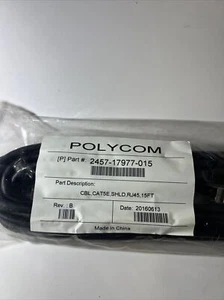 POLYCOM
[P] Part #: 2457-17977-015
Part Description:
CBL,CAT5E,SHLD,RJ45,15FT
Rev.: B Date: 20160613
Made in China